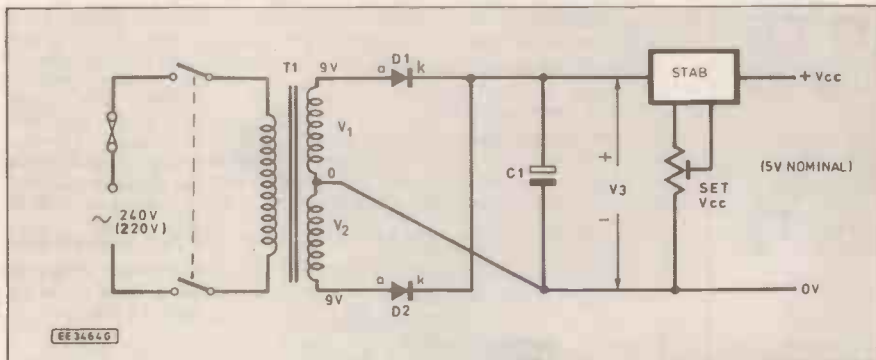 T1
9V
a
D1
k
STAB
+ Vcc
V1
0
C1
+
V3
−
SET
Vcc
(5V NOMINAL)
∼ 240V
(220V)
V2
9V
a
k
D2
0V
EE3464G